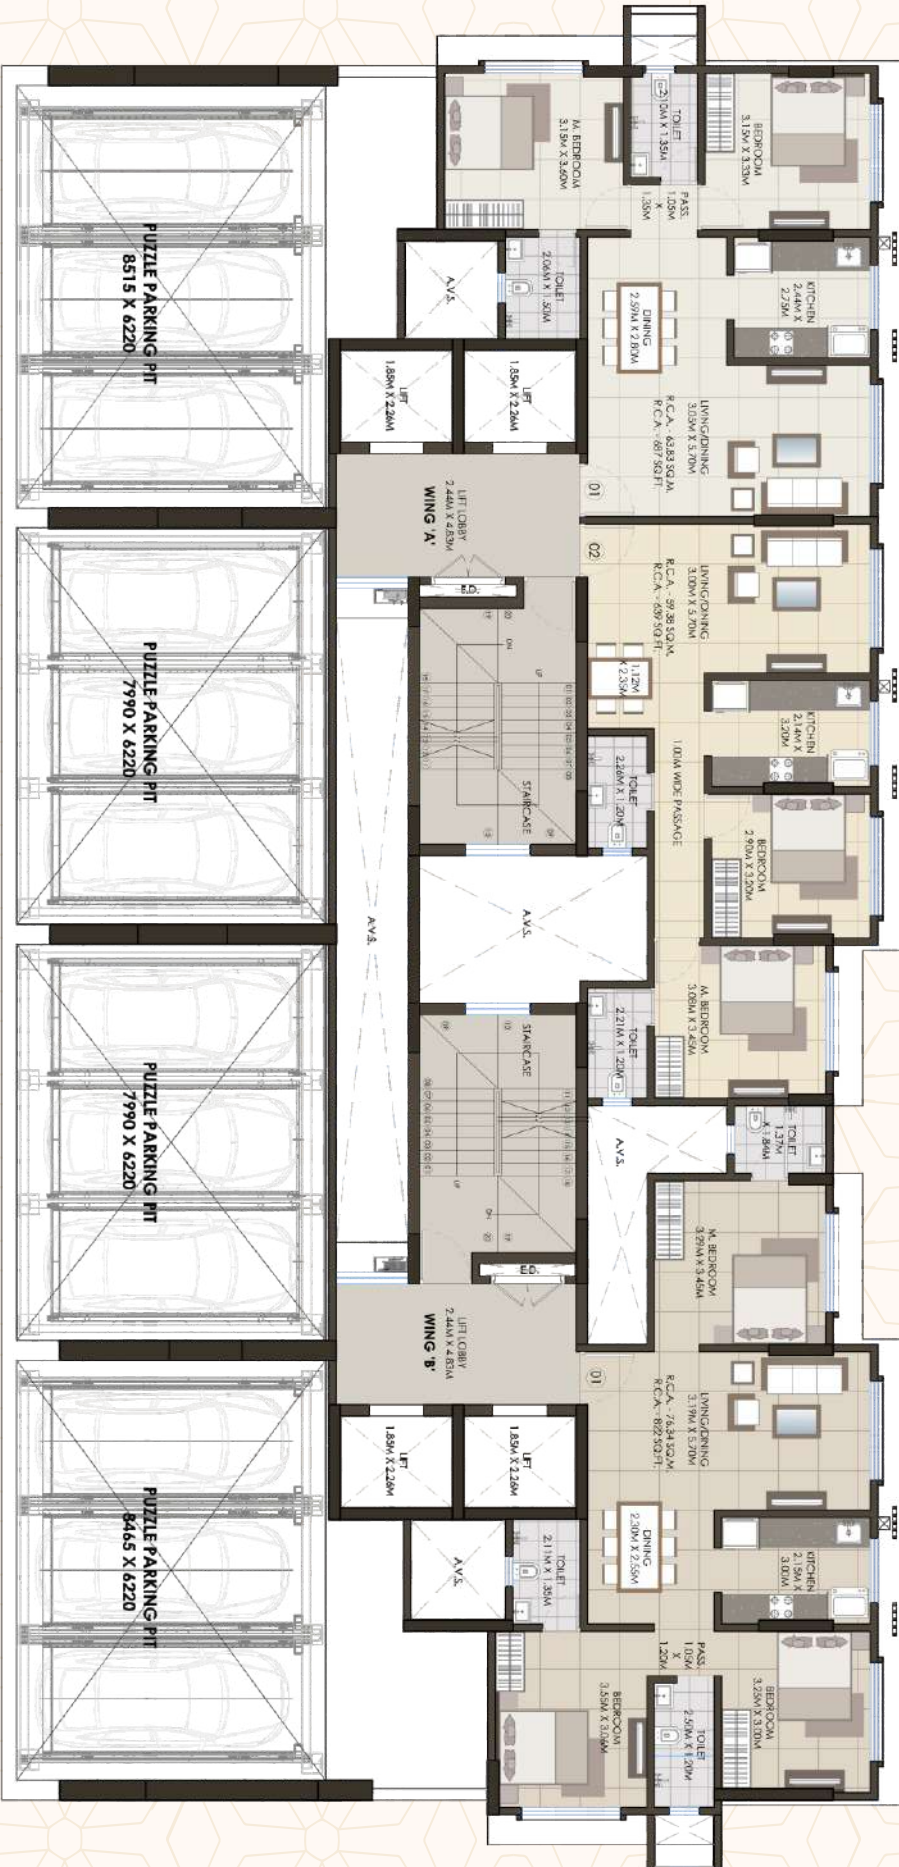 BEDROOM
3.15M X 3.33M
TOILET
2.10M X 1.35M
M. BEDROOM
3.15M X 3.60M
PASS.
1.05M
X
1.35M
KITCHEN
2.44M X
2.75M
DINING
2.59M X 2.80M
TOILET
2.06M X 1.50M
A.V.S.
LIFT
1.85M X 2.26M
LIFT
1.85M X 2.26M
LIVING/DINING
3.05M X 5.70M
R.C.A. - 63.83 SQ.M.
R.C.A. - 687 SQ.FT.
01
LIFT LOBBY
2.44M X 4.83M
WING 'A'
02
LIVING/DINING
3.00M X 5.70M
R.C.A. - 59.38 SQ.M.
R.C.A. - 639 SQ.FT.
1.12M
X 2.35M
KITCHEN
2.14M X
3.20M
1.00M WIDE PASSAGE
TOILET
2.26M X 1.20M
BEDROOM
2.90M X 3.20M
DN
UP
STAIRCASE
A.V.S.
A.V.S.
M. BEDROOM
3.08M X 3.45M
TOILET
2.21M X 1.20M
STAIRCASE
UP
DN
A.V.S.
TOILET
1.37M
X 1.84M
M. BEDROOM
3.29M X 3.45M
LIFT LOBBY
2.44M X 4.83M
WING 'B'
01
LIVING/DINING
3.19M X 5.70M
R.C.A. - 76.34 SQ.M.
R.C.A. - 822 SQ.FT.
LIFT
1.85M X 2.26M
LIFT
1.85M X 2.26M
KITCHEN
2.15M X
3.00M
DINING
2.30M X 2.55M
TOILET
2.11M X 1.35M
A.V.S.
PASS.
1.05M
X
1.20M
BEDROOM
3.25M X 3.00M
TOILET
2.50M X 1.20M
BEDROOM
3.55M X 3.06M
PUZZLE PARKING PIT
8515 X 6220
PUZZLE PARKING PIT
7990 X 6220
PUZZLE PARKING PIT
7990 X 6220
PUZZLE PARKING PIT
8465 X 6220